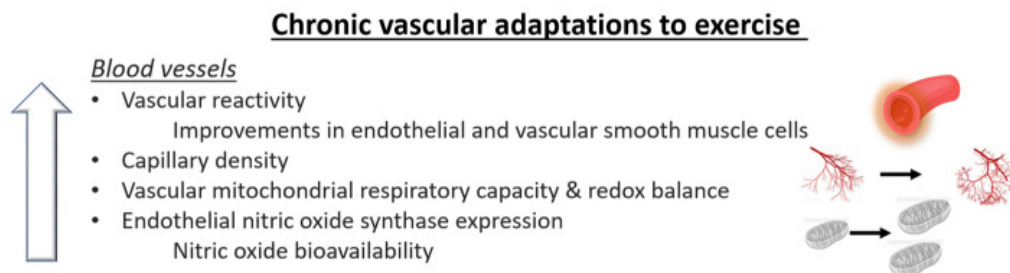 Chronic vascular adaptations to exercise
Blood vessels
• Vascular reactivity
Improvements in endothelial and vascular smooth muscle cells
• Capillary density
• Vascular mitochondrial respiratory capacity & redox balance
• Endothelial nitric oxide synthase expression
Nitric oxide bioavailability